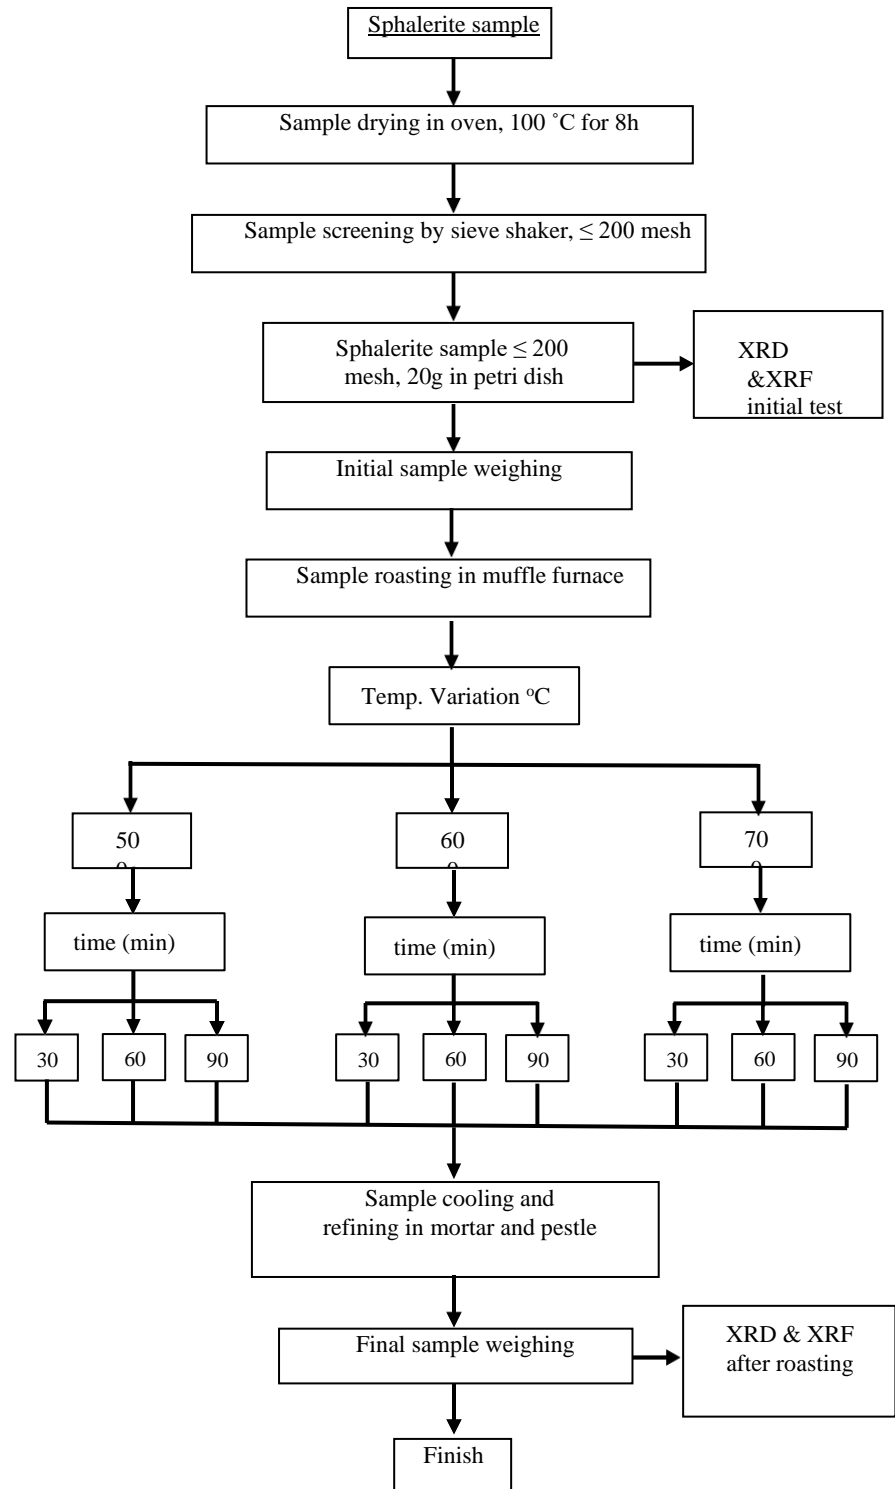 Sphalerite sample
Sample drying in oven, 100 ˚C for 8h
Sample screening by sieve shaker, ≤ 200 mesh
Sphalerite sample ≤ 200
mesh, 20g in petri dish
XRD
&XRF
initial test
Initial sample weighing
Sample roasting in muffle furnace
Temp. Variation ºC
50
0
60
0
70
0
time (min)
time (min)
time (min)
30
60
90
30
60
90
30
60
90
Sample cooling and
refining in mortar and pestle
Final sample weighing
XRD & XRF
after roasting
Finish